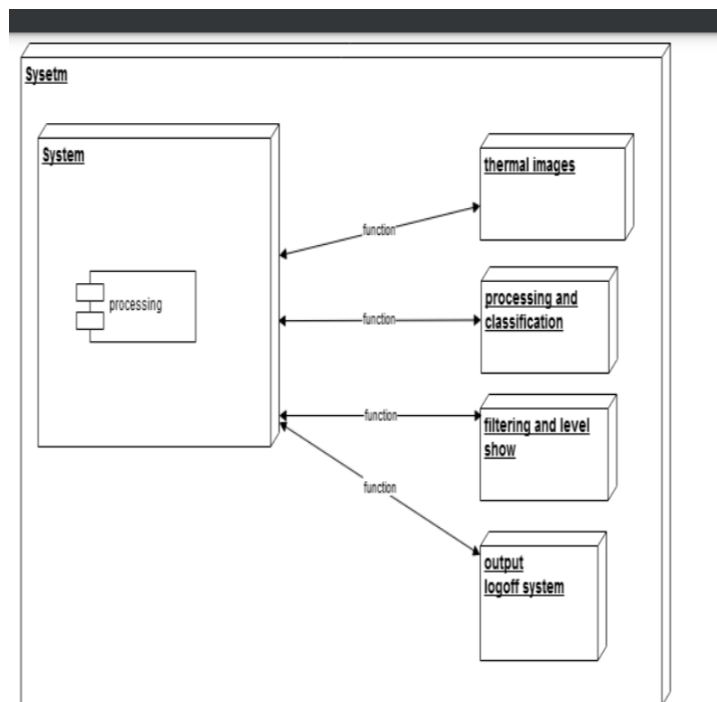 Sysetm
System
processing
function
function
function
function
thermal images
processing and
classification
filtering and level
show
output
logoff system